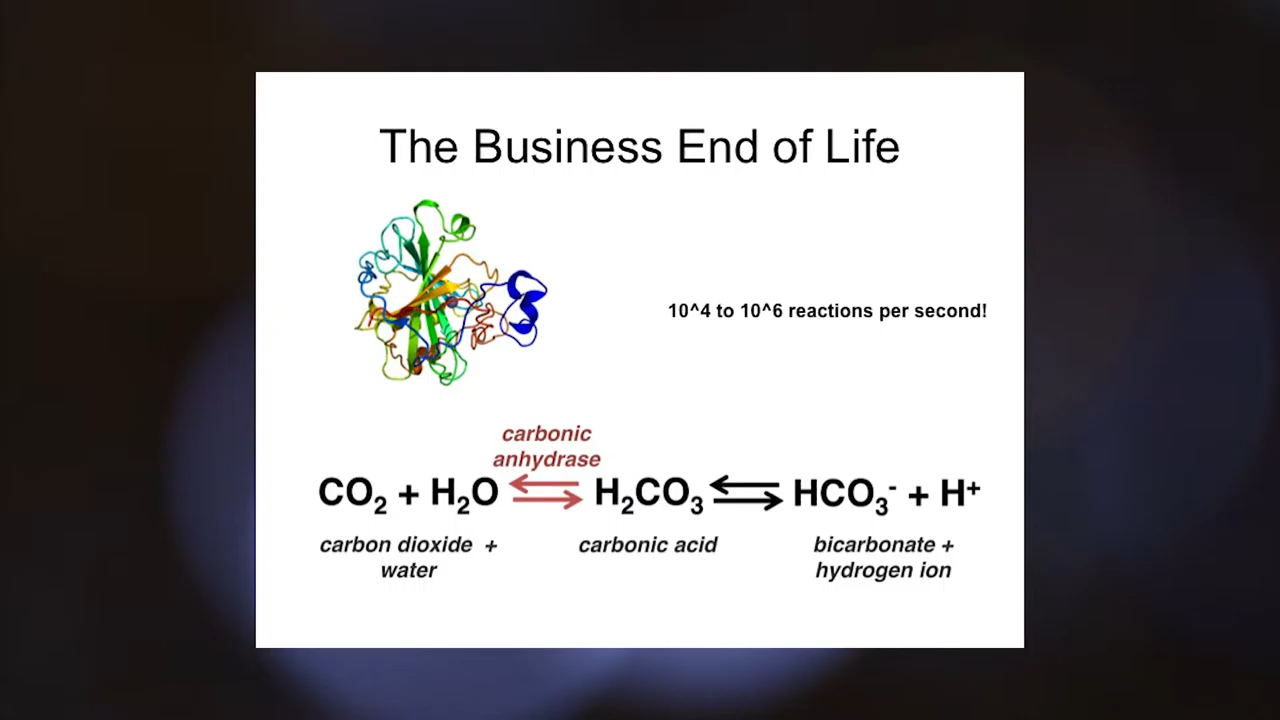 The Business End of Life
10^4 to 10^6 reactions per second!
carbonic
anhydrase
CO₂ + H₂O ⇌ H₂CO₃ ⇌ HCO₃⁻ + H⁺
carbon dioxide + carbonic acid bicarbonate +
water hydrogen ion